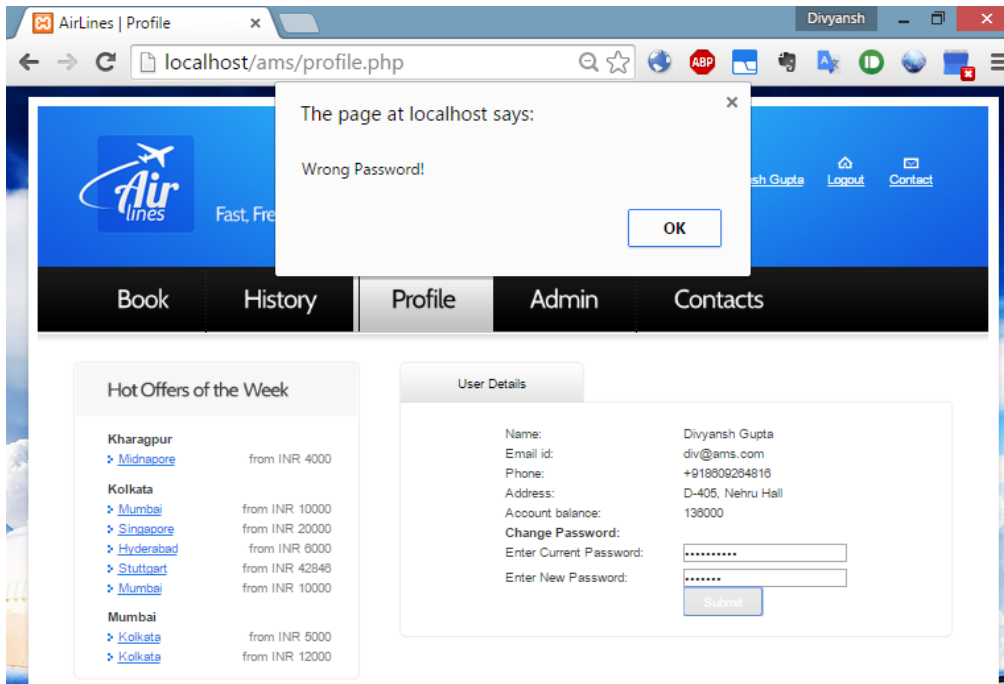 AirLines | Profile
Divyansh
localhost/ams/profile.php
ABP
The page at localhost says:
Wrong Password!
OK
Air
lines
Fast, Fre
sh Gupta
Logout
Contact
Book
History
Profile
Admin
Contacts
Hot Offers of the Week
Kharagpur
Midnapore from INR 4000
Kolkata
Mumbai from INR 10000
Singapore from INR 20000
Hyderabad from INR 6000
Stuttgart from INR 42846
Mumbai from INR 10000
Mumbai
Kolkata from INR 5000
Kolkata from INR 12000
User Details
Name: Divyansh Gupta
Email id: div@ams.com
Phone: +918609264816
Address: D-405, Nehru Hall
Account balance: 136000
Change Password:
Enter Current Password: ••••••••••
Enter New Password: •••••••
Submit